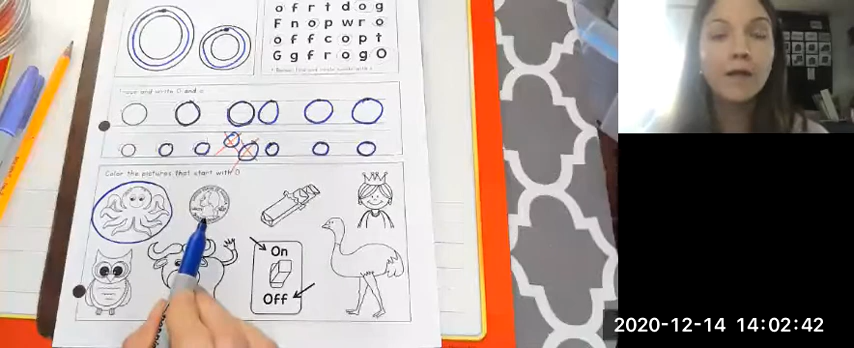 o f r t d o g
F n o p w r o
o f f c o p t
G g f r o g O
Trace and write O and o
Color the pictures that start with O
On
Off
2020-12-14 14:02:42